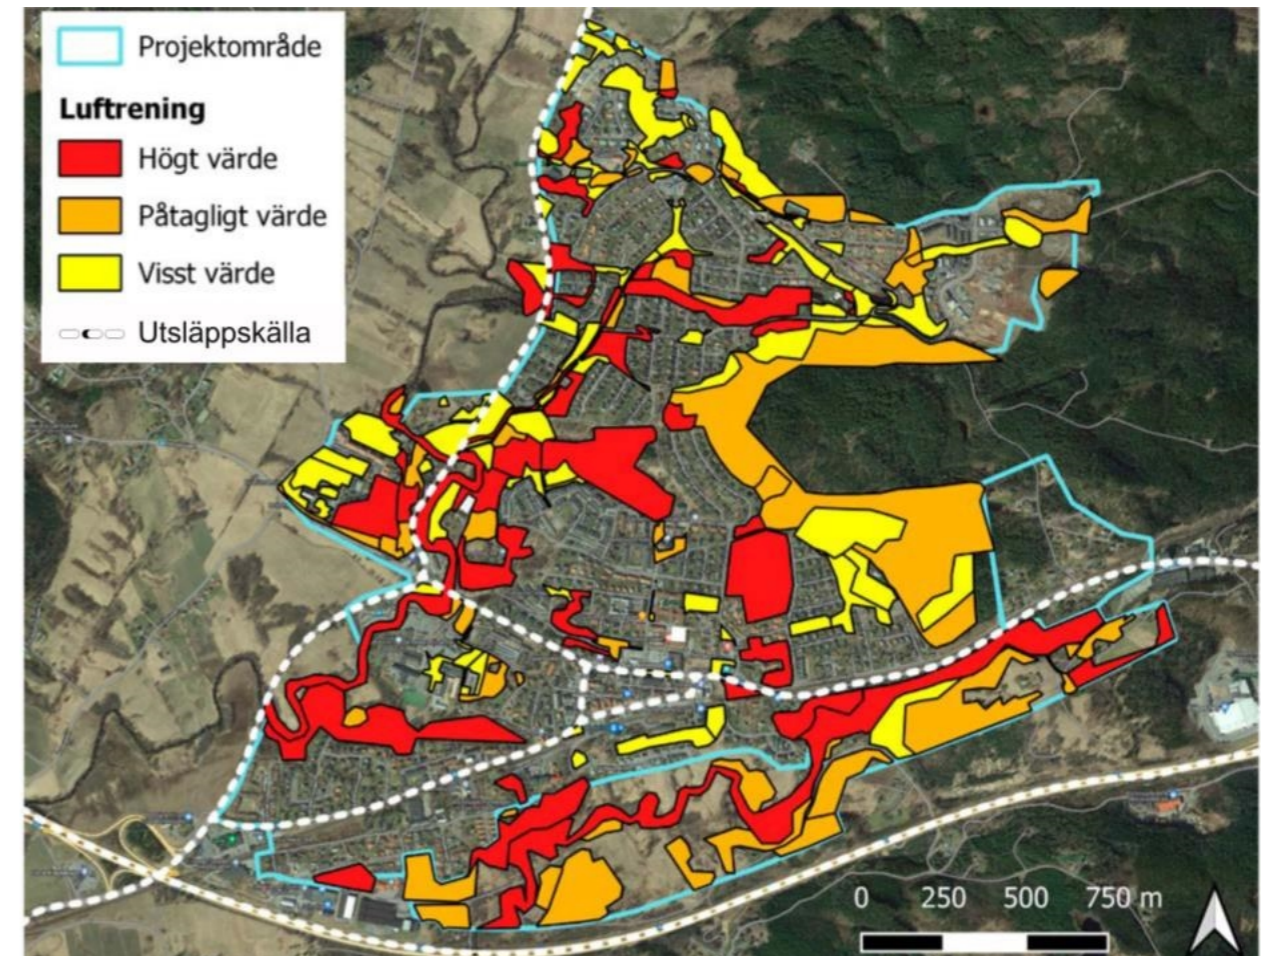 Projektområde
Luftrening
Högt värde
Påtagligt värde
Visst värde
Utsläppskälla
0 250 500 750 m